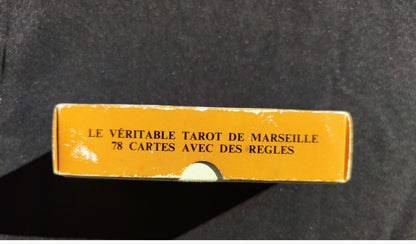 LE VÉRITABLE TAROT DE MARSEILLE
78 CARTES AVEC DES REGLES